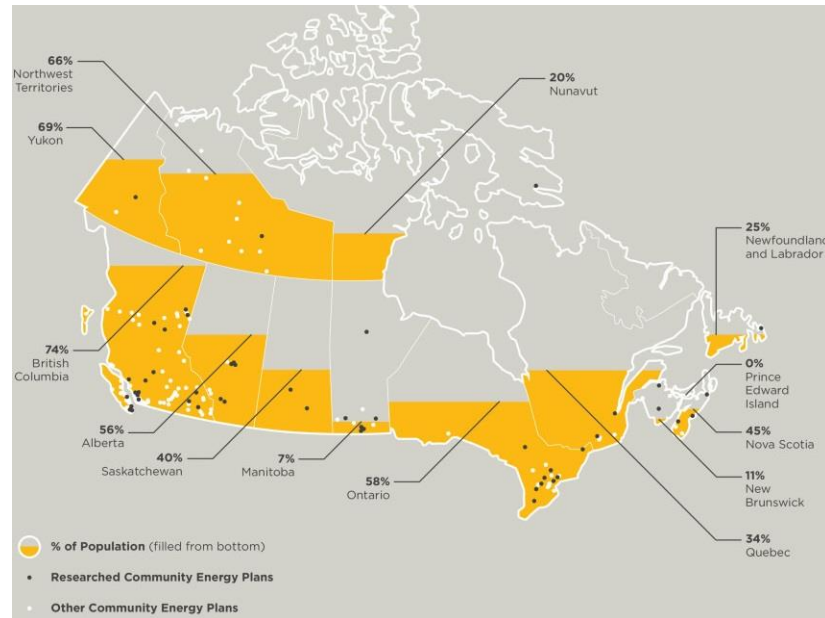 66%
Northwest
Territories
20%
Nunavut
69%
Yukon
25%
Newfoundland
and Labrador
74%
British
Columbia
0%
Prince
Edward
Island
56%
Alberta
40%
Saskatchewan
7%
Manitoba
58%
Ontario
45%
Nova Scotia
11%
New
Brunswick
34%
Quebec
% of Population (filled from bottom)
Researched Community Energy Plans
Other Community Energy Plans